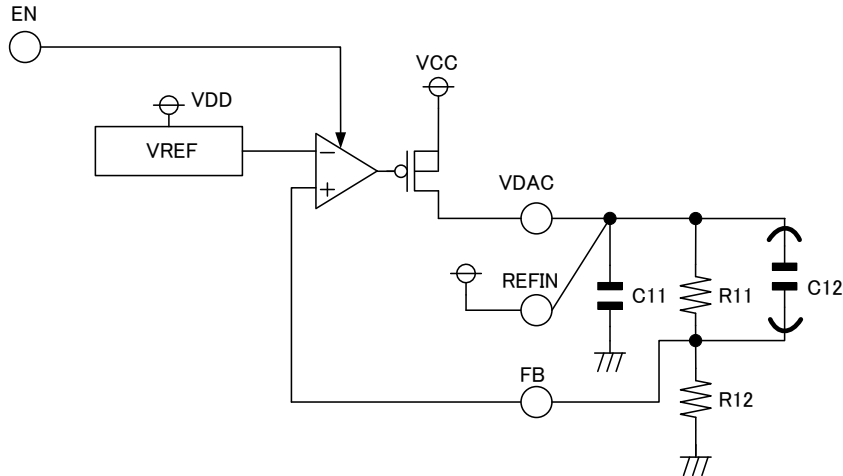 EN
VCC
VDD
VREF
−
+
VDAC
REFIN
C11
R11
C12
FB
R12